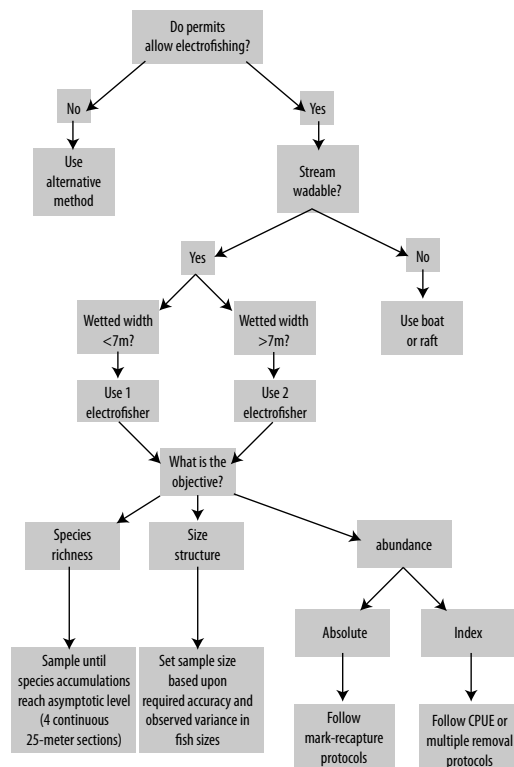 Do permits
allow electrofishing?
No
Yes
Use
alternative
method
Stream
wadable?
Yes
No
Wetted width
<7m?
Wetted width
>7m?
Use boat
or raft
Use 1
electrofisher
Use 2
electrofisher
What is the
objective?
Species
richness
Size
structure
abundance
Absolute
Index
Sample until
species accumulations
reach asymptotic level
(4 continuous
25-meter sections)
Set sample size
based upon
required accuracy and
observed variance in
fish sizes
Follow
mark-recapture
protocols
Follow CPUE or
multiple removal
protocols